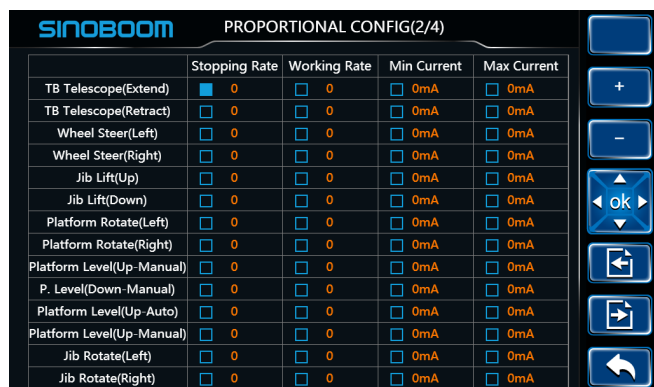 SINOBOOM PROPORTIONAL CONFIG(2/4)
Stopping Rate Working Rate Min Current Max Current
TB Telescope(Extend) 0 0 0mA 0mA
TB Telescope(Retract) 0 0 0mA 0mA
Wheel Steer(Left) 0 0 0mA 0mA
Wheel Steer(Right) 0 0 0mA 0mA
Jib Lift(Up) 0 0 0mA 0mA
Jib Lift(Down) 0 0 0mA 0mA
Platform Rotate(Left) 0 0 0mA 0mA
Platform Rotate(Right) 0 0 0mA 0mA
Platform Level(Up-Manual) 0 0 0mA 0mA
P. Level(Down-Manual) 0 0 0mA 0mA
Platform Level(Up-Auto) 0 0 0mA 0mA
Platform Level(Up-Manual) 0 0 0mA 0mA
Jib Rotate(Left) 0 0 0mA 0mA
Jib Rotate(Right) 0 0 0mA 0mA
+
-
ok